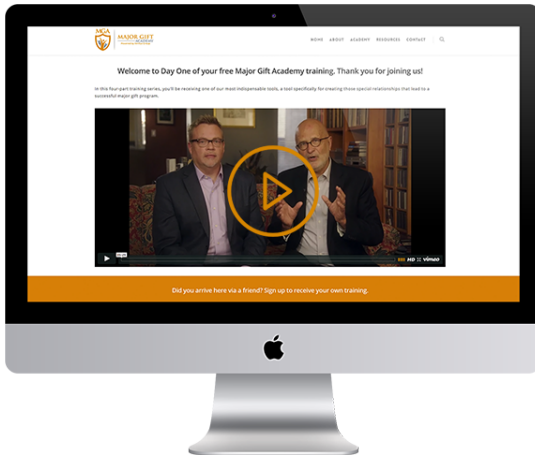 MGA
MAJOR GIFT
ACADEMY
HOME ABOUT ACADEMY RESOURCES CONTACT
Welcome to Day One of your free Major Gift Academy training. Thank you for joining us!
In this four-part training series, you'll be receiving one of our most indispensable tools, a tool specifically for creating those special relationships that lead to a
successful major gift program.
HD vimeo
Did you arrive here via a friend? Sign up to receive your own training.